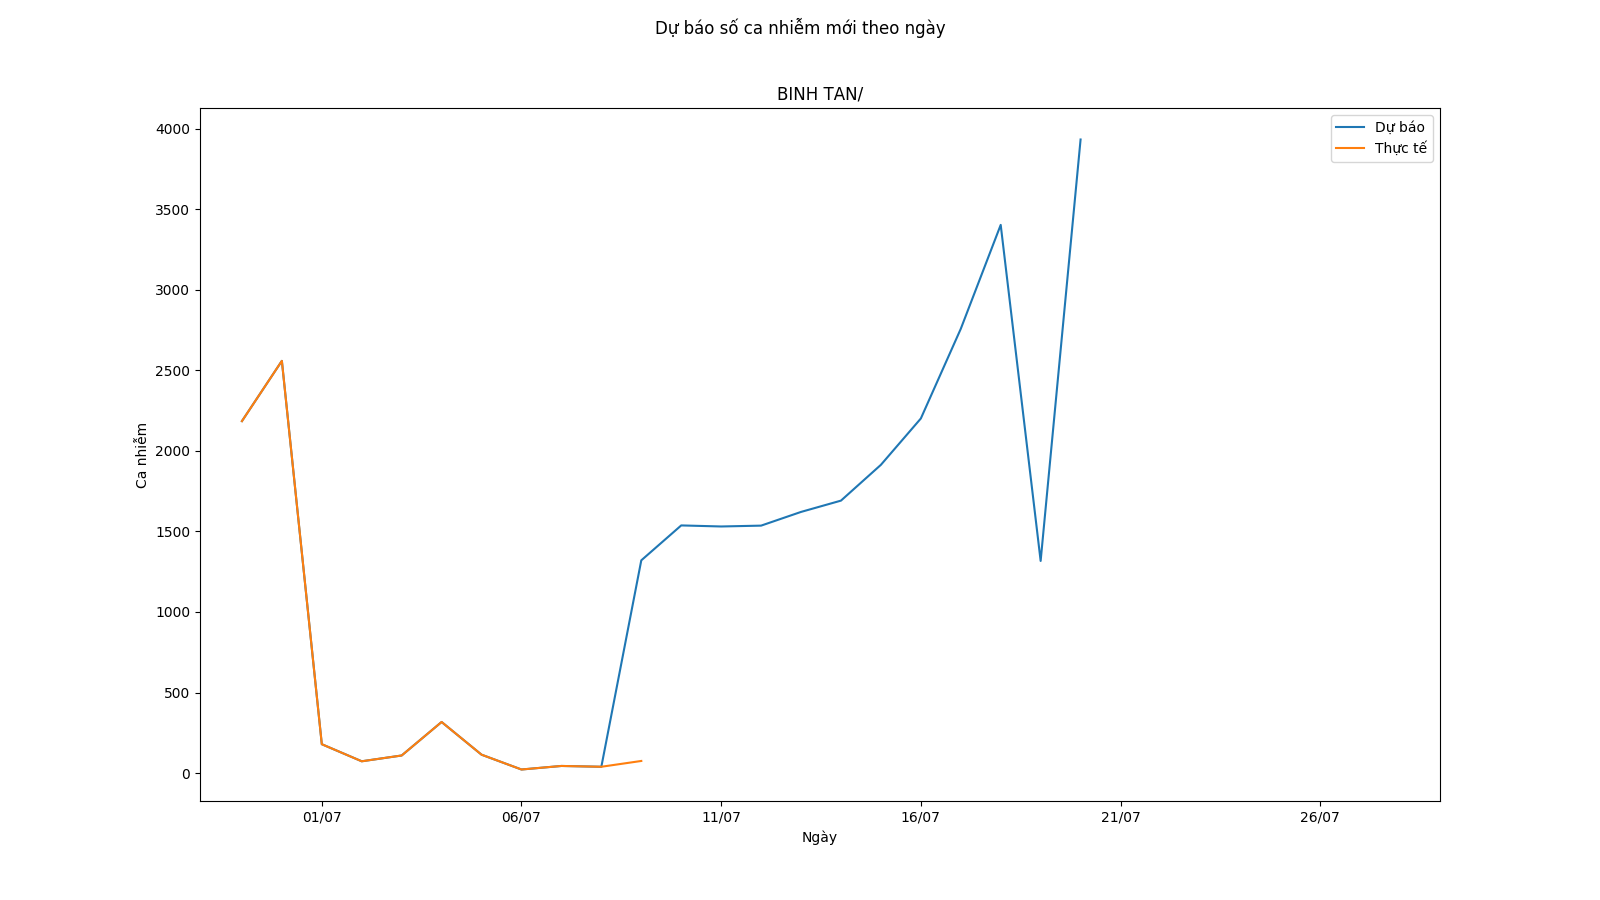 Dự báo số ca nhiễm mới theo ngày
BINH TAN/
Dự báo
Thực tế
4000
3500
3000
2500
2000
1500
1000
500
0
Ca nhiễm
01/07
06/07
11/07
16/07
21/07
26/07
Ngày